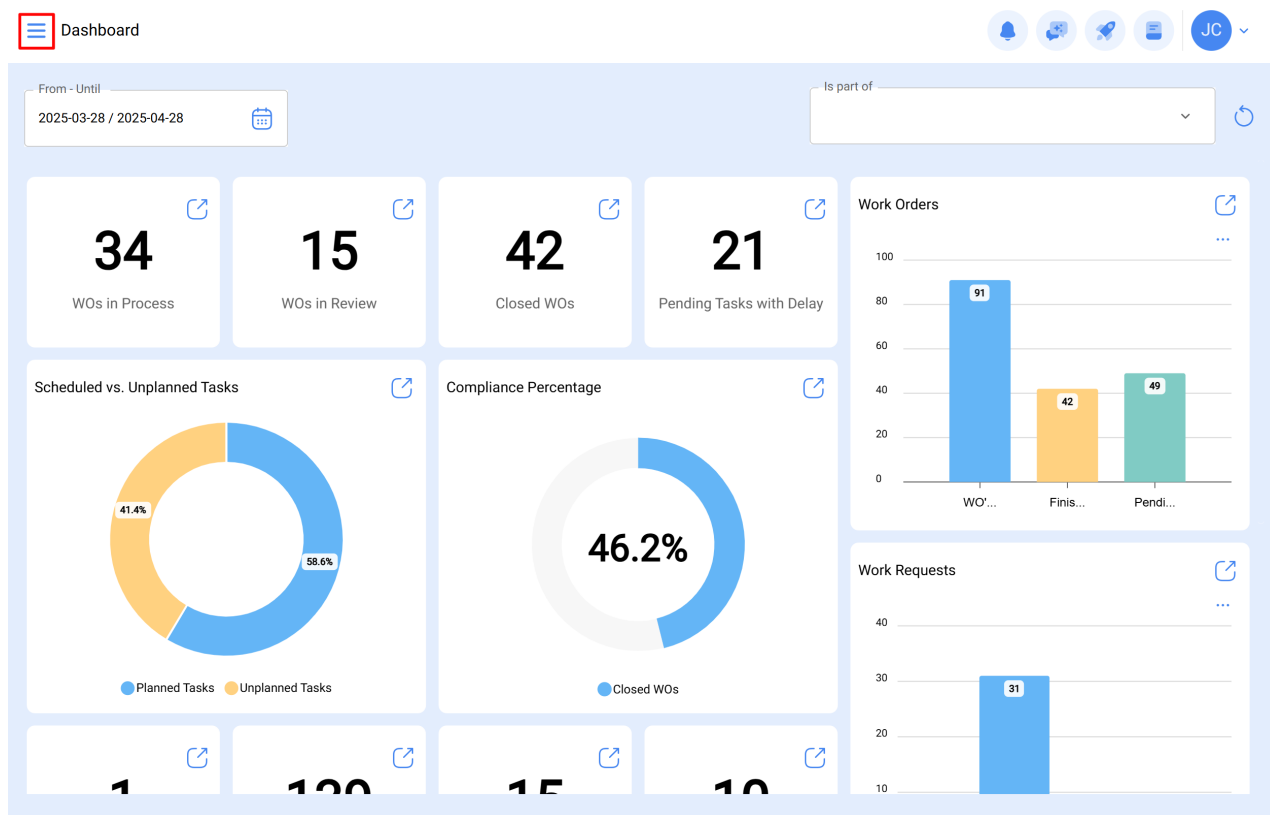 Dashboard
JC
From - Until
2025-03-28 / 2025-04-28
Is part of
34
WOs in Process
15
WOs in Review
42
Closed WOs
21
Pending Tasks with Delay
Work Orders
...
100
80
60
40
20
0
91
42
49
WO'...
Finis...
Pendi...
Scheduled vs. Unplanned Tasks
41.4%
58.6%
Planned Tasks
Unplanned Tasks
Compliance Percentage
46.2%
Closed WOs
Work Requests
...
40
30
20
10
31
1